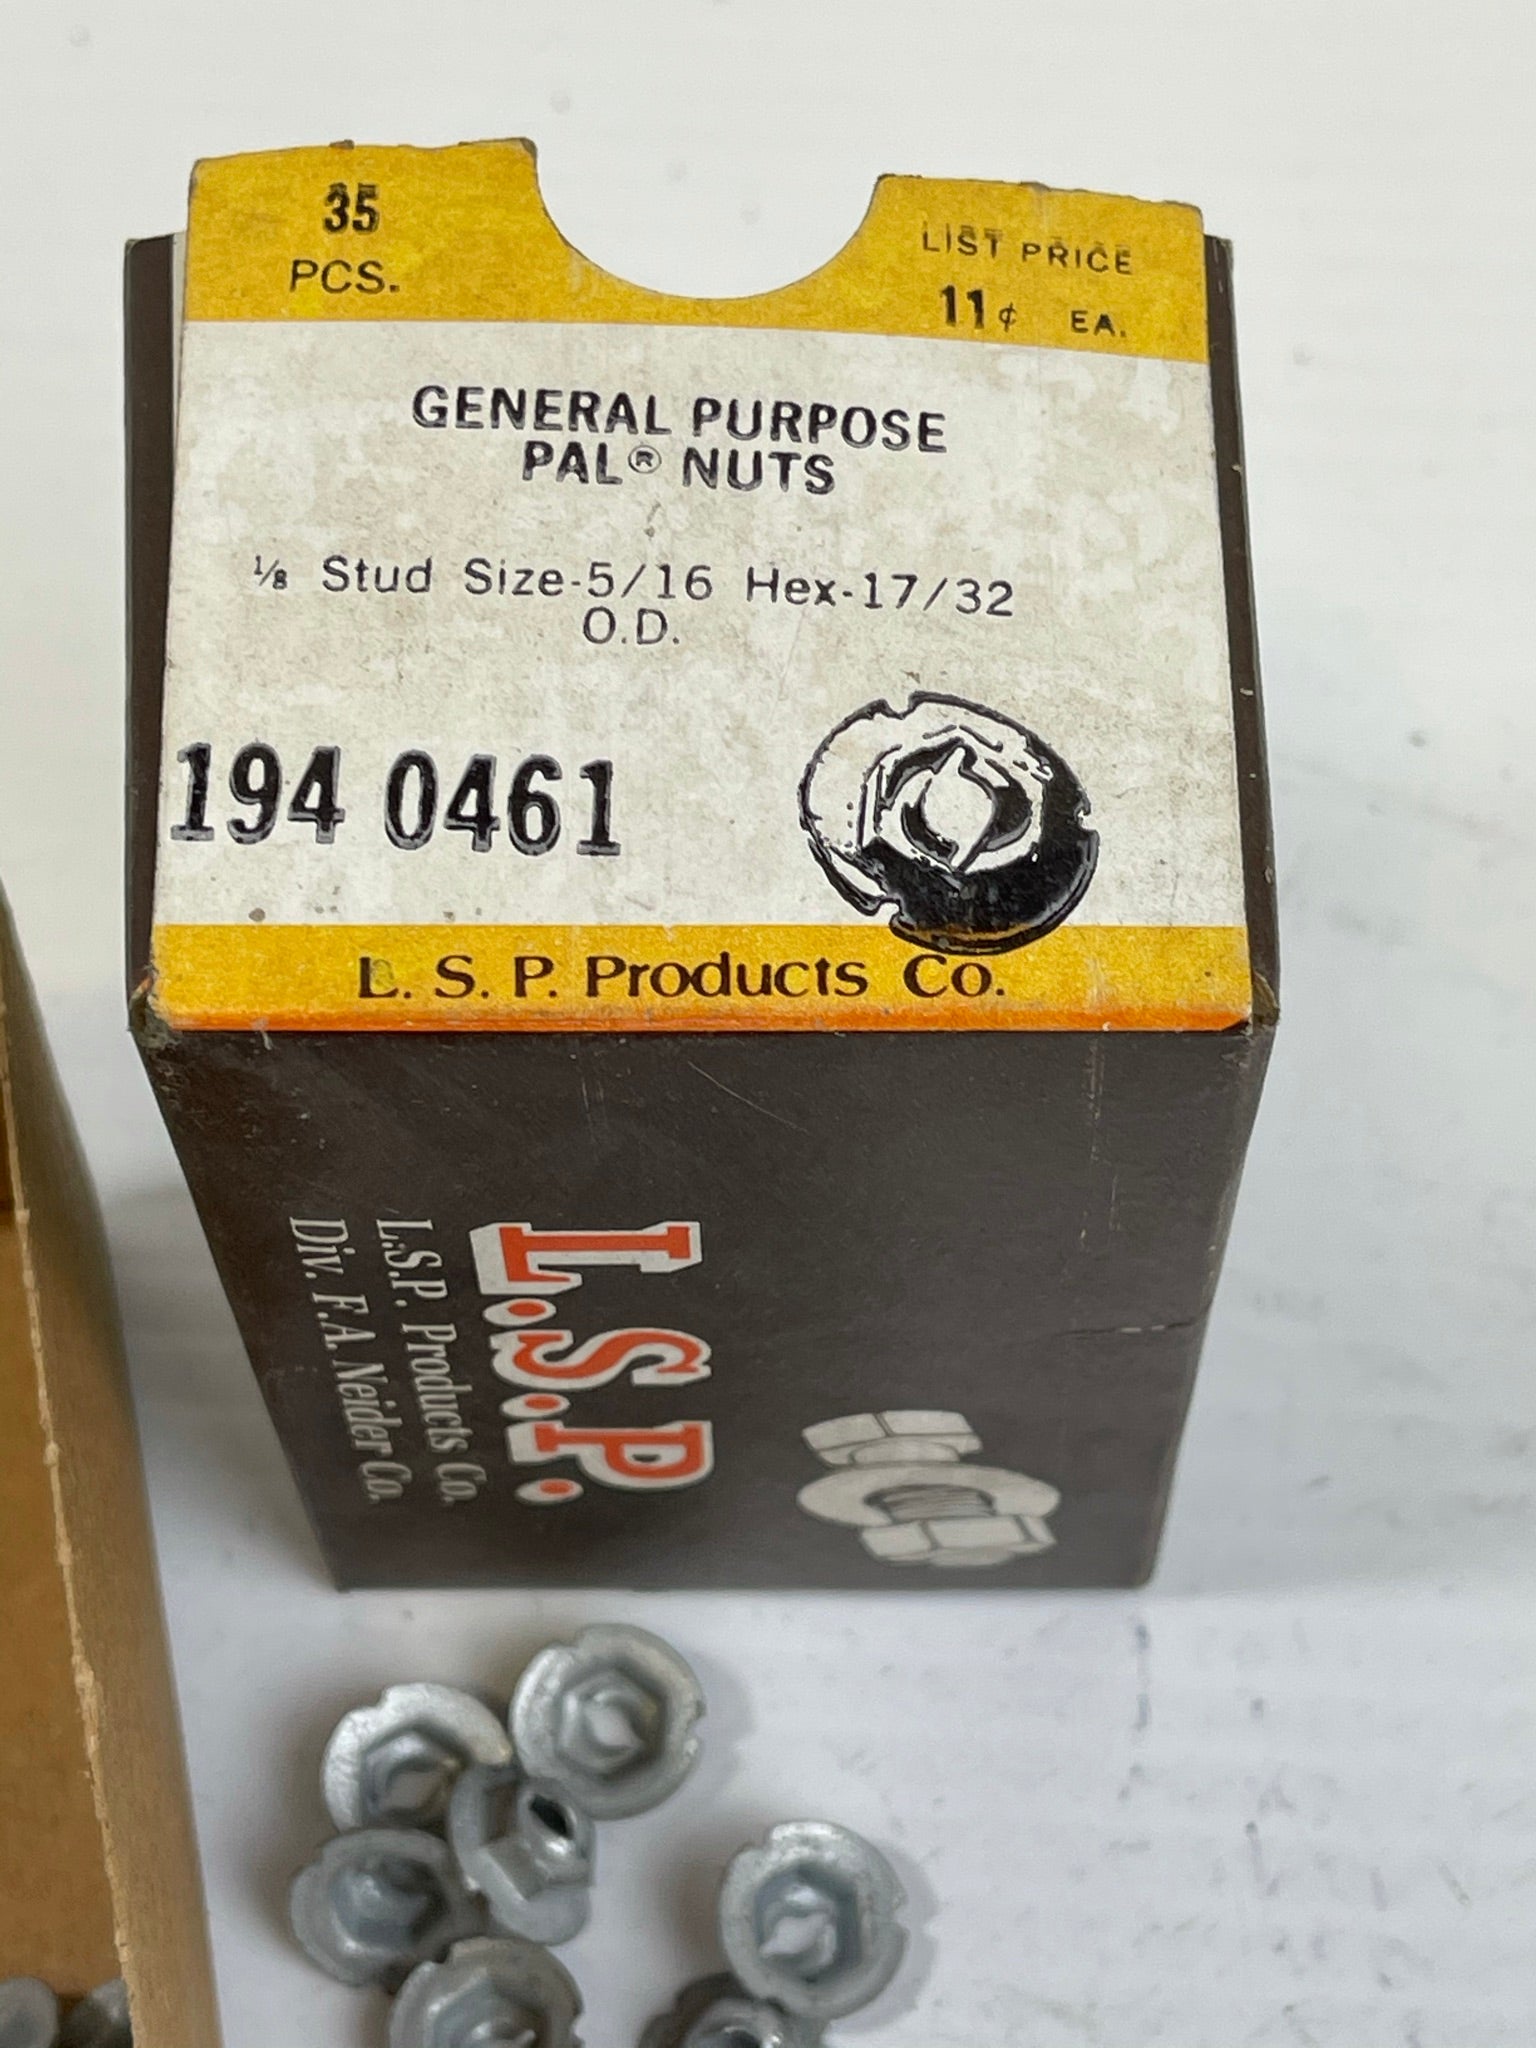 35
PCS.
LIST PRICE
11¢ EA.
GENERAL PURPOSE
PAL® NUTS
⅛ Stud Size-5/16 Hex-17/32
O.D.
194 0461
L. S. P. Products Co.
L.S.P.
L.S.P. Products Co.
Div. F.A. Neider Co.